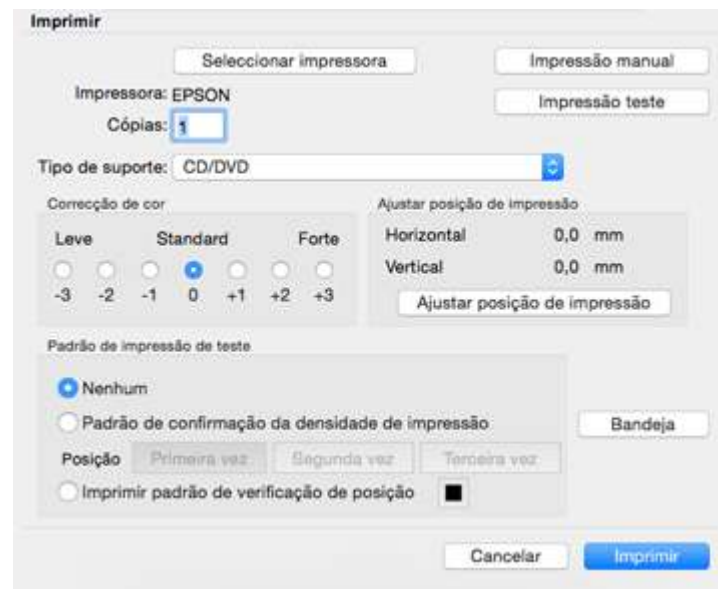 Imprimir
Seleccionar impressora
Impressão manual
Impressora: EPSON
Impressão teste
Cópias: 1
Tipo de suporte: CD/DVD
Correcção de cor
Ajustar posição de impressão
Leve Standard Forte
Horizontal 0,0 mm
Vertical 0,0 mm
-3 -2 -1 0 +1 +2 +3
Ajustar posição de impressão
Padrão de impressão de teste
Nenhum
Padrão de confirmação da densidade de impressão
Bandeja
Posição Primeira vez Segunda vez Terceira vez
Imprimir padrão de verificação de posição
Cancelar Imprimir